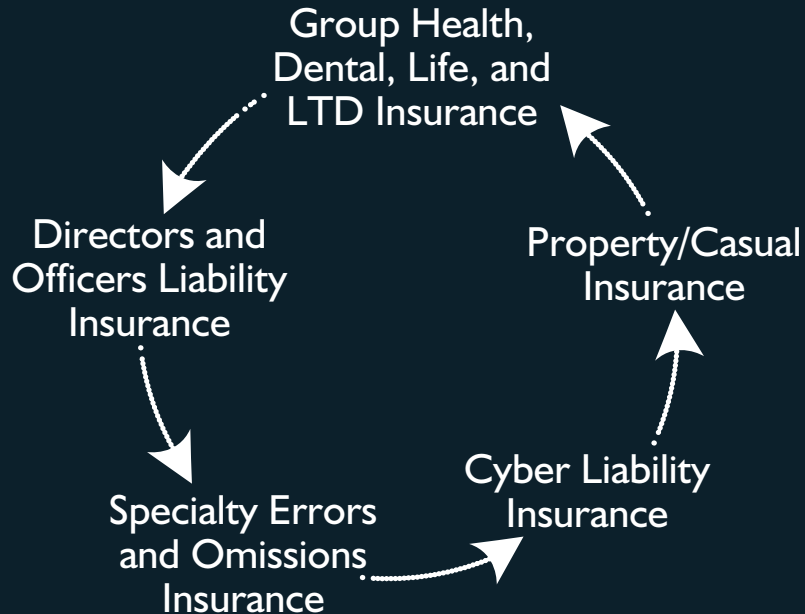 Group Health,
Dental, Life, and
LTD Insurance
Directors and
Officers Liability
Insurance
Specialty Errors
and Omissions
Insurance
Cyber Liability
Insurance
Property/Casual
Insurance